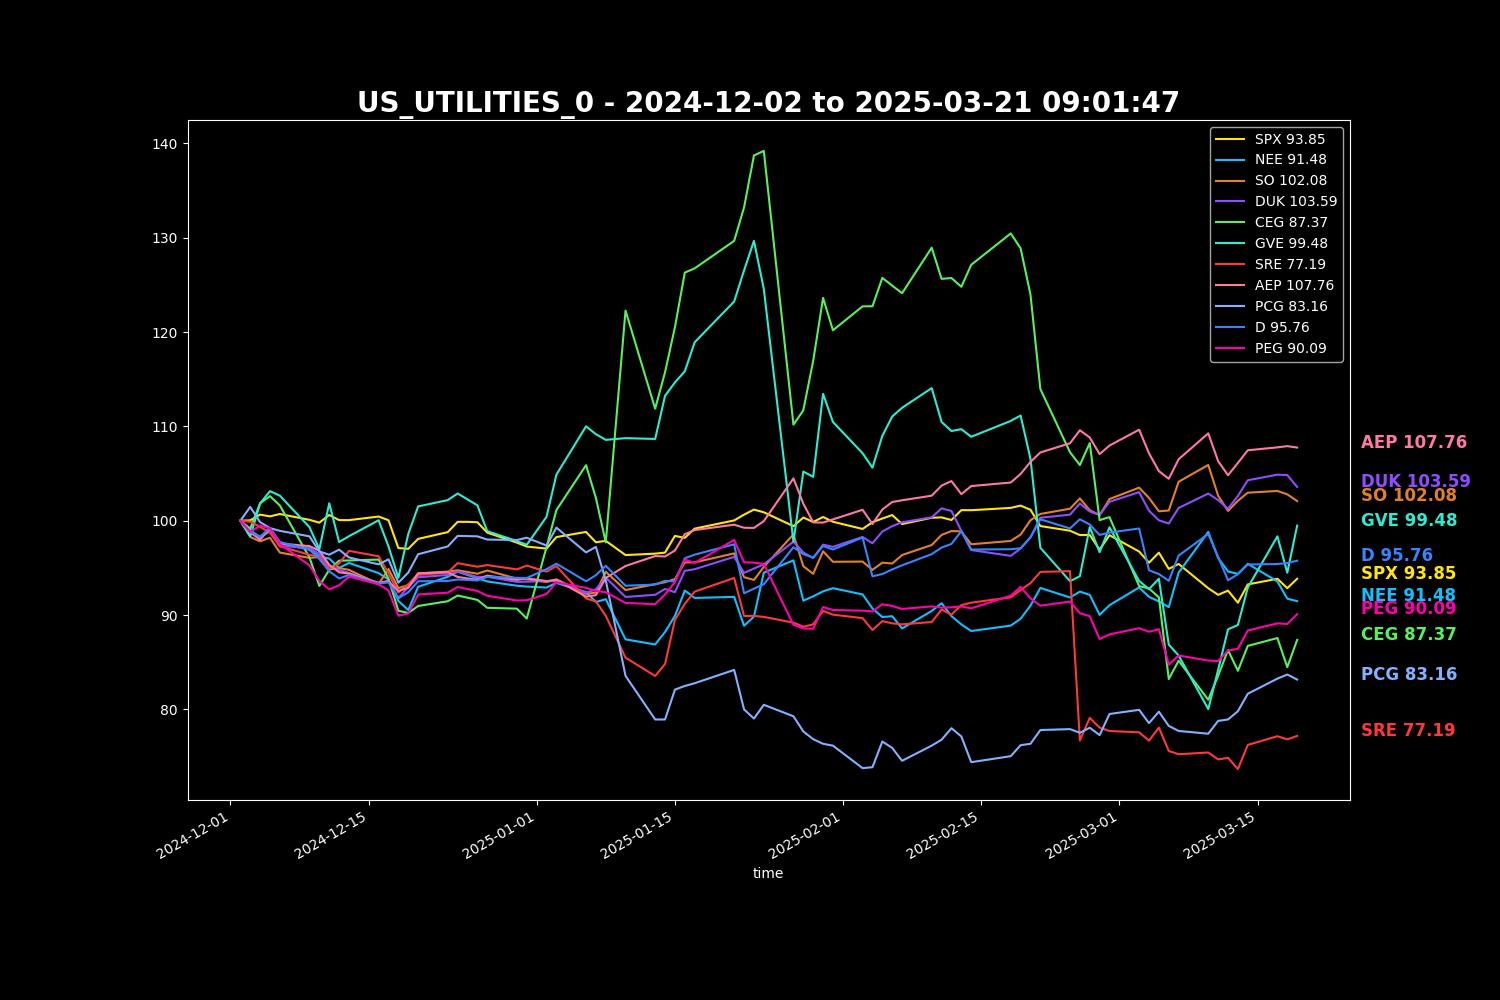 US_UTILITIES_0 - 2024-12-02 to 2025-03-21 09:01:47
140
130
120
110
100
90
80
SPX 93.85
NEE 91.48
SO 102.08
DUK 103.59
CEG 87.37
GVE 99.48
SRE 77.19
AEP 107.76
PCG 83.16
D 95.76
PEG 90.09
AEP 107.76
DUK 103.59
SO 102.08
GVE 99.48
D 95.76
SPX 93.85
NEE 91.48
PEG 90.09
CEG 87.37
PCG 83.16
SRE 77.19
2024-12-01
2024-12-15
2025-01-01
2025-01-15
2025-02-01
2025-02-15
2025-03-01
2025-03-15
time